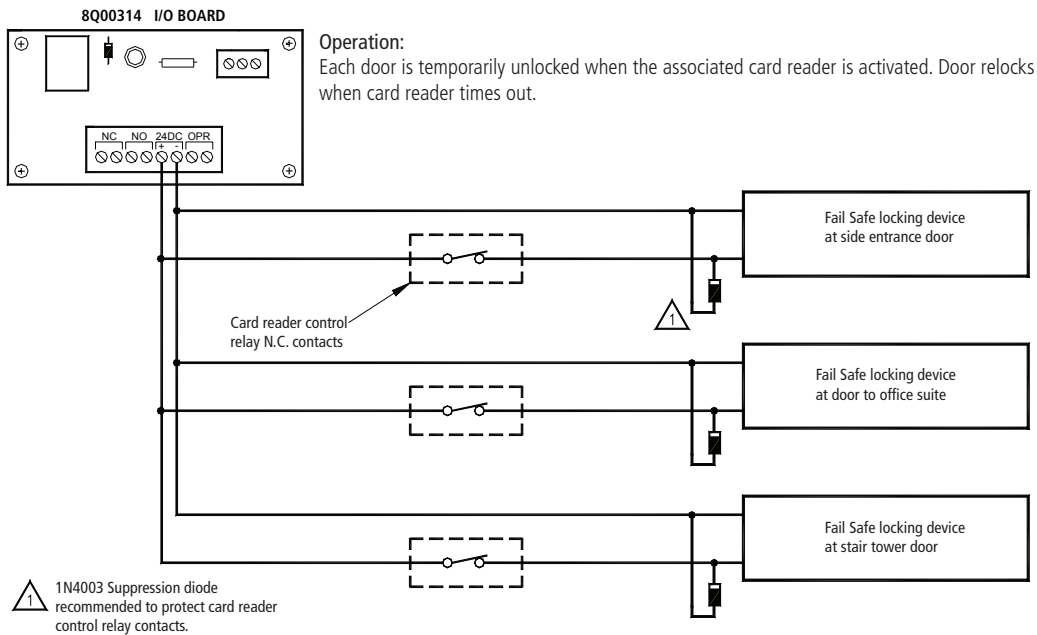 8Q00314 I/O BOARD
Operation:
Each door is temporarily unlocked when the associated card reader is activated. Door relocks
when card reader times out.
NC NO 24DC OPR
+ -
Fail Safe locking device
at side entrance door
Card reader control
relay N.C. contacts
1
Fail Safe locking device
at door to office suite
Fail Safe locking device
at stair tower door
1
1N4003 Suppression diode
recommended to protect card reader
control relay contacts.